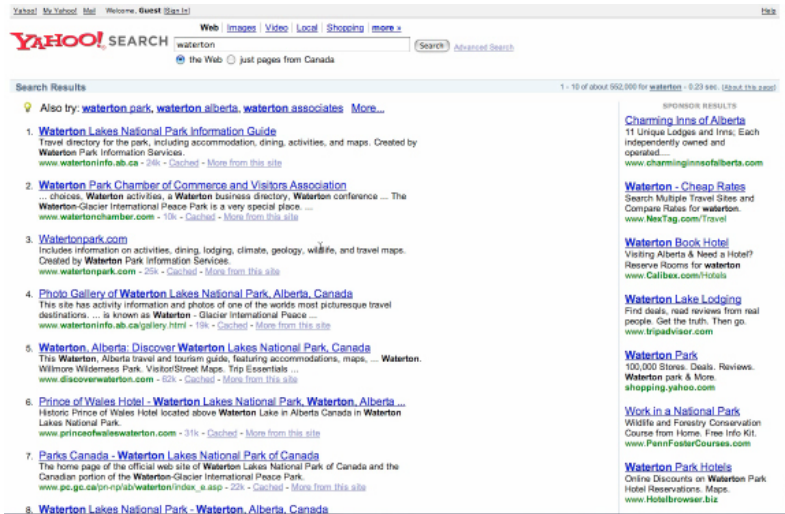 Yahoo! My Yahoo! Mail Welcome, Guest [Sign In] Help
Web | Images | Video | Local | Shopping | more »
YAHOO! SEARCH
waterton Search Advanced Search
the Web just pages from Canada
Search Results 1 - 10 of about 552,000 for waterton - 0.23 sec. (About this page)
Also try: waterton park, waterton alberta, waterton associates More...
1. Waterton Lakes National Park Information Guide
Travel directory for the park, including accommodation, dining, activities, and maps. Created by
Waterton Park Information Services.
www.watertoninfo.ab.ca - 24k - Cached - More from this site
2. Waterton Park Chamber of Commerce and Visitors Association
... choices, Waterton activities, a Waterton business directory, Waterton conference ... The
Waterton-Glacier International Peace Park is a very special place. ...
www.watertonchamber.com - 10k - Cached - More from this site
3. Watertonpark.com
Includes information on activities, dining, lodging, climate, geology, wildlife, and travel maps.
Created by Waterton Park Information Services.
www.watertonpark.com - 25k - Cached - More from this site
4. Photo Gallery of Waterton Lakes National Park, Alberta, Canada
This site has activity information and photos of one of the worlds most picturesque travel
destinations. ... is known as Waterton - Glacier International Peace ...
www.watertoninfo.ab.ca/gallery.html - 19k - Cached - More from this site
5. Waterton, Alberta: Discover Waterton Lakes National Park, Canada
This Waterton, Alberta travel and tourism guide, featuring accommodations, maps, ... Waterton.
Willmore Wilderness Park. Visitor/Street Maps. Trip Essentials ...
www.discoverwaterton.com - 62k - Cached - More from this site
6. Prince of Wales Hotel - Waterton Lakes National Park, Waterton, Alberta ...
Historic Prince of Wales Hotel located above Waterton Lake in Alberta Canada in Waterton
Lakes National Park.
www.princeofwaleswaterton.com - 31k - Cached - More from this site
7. Parks Canada - Waterton Lakes National Park of Canada
The home page of the official web site of Waterton Lakes National Park of Canada and the
Canadian portion of the Waterton-Glacier International Peace Park.
www.pc.gc.ca/pn-np/ab/waterton/index_e.asp - 22k - Cached - More from this site
8. Waterton Lakes National Park - Waterton, Alberta, Canada
SPONSOR RESULTS
Charming Inns of Alberta
11 Unique Lodges and Inns; Each
independently owned and
operated....
www.charminginnsofalberta.com
Waterton - Cheap Rates
Search Multiple Travel Sites and
Compare Rates for waterton.
www.NexTag.com/Travel
Waterton Book Hotel
Visiting Alberta & Need a Hotel?
Reserve Rooms for waterton
www.Calibex.com/Hotels
Waterton Lake Lodging
Find deals, read reviews from real
people. Get the truth. Then go.
www.tripadvisor.com
Waterton Park
100,000 Stores. Deals. Reviews.
Waterton park & More.
shopping.yahoo.com
Work in a National Park
Wildlife and Forestry Conservation
Course from Home. Free Info Kit.
www.PennFosterCourses.com
Waterton Park Hotels
Online Discounts on Waterton Park
Hotel Reservations. Maps.
www.Hotelbrowser.biz